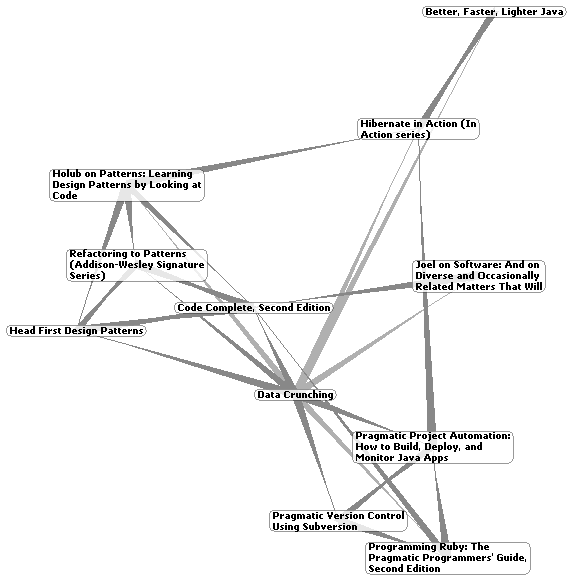 Better, Faster, Lighter Java
Hibernate in Action (In
Action series)
Holub on Patterns: Learning
Design Patterns by Looking at
Code
Refactoring to Patterns
(Addison-Wesley Signature
Series)
Joel on Software: And on
Diverse and Occasionally
Related Matters That Will
Code Complete, Second Edition
Head First Design Patterns
Data Crunching
Pragmatic Project Automation:
How to Build, Deploy, and
Monitor Java Apps
Pragmatic Version Control
Using Subversion
Programming Ruby: The
Pragmatic Programmers' Guide,
Second Edition